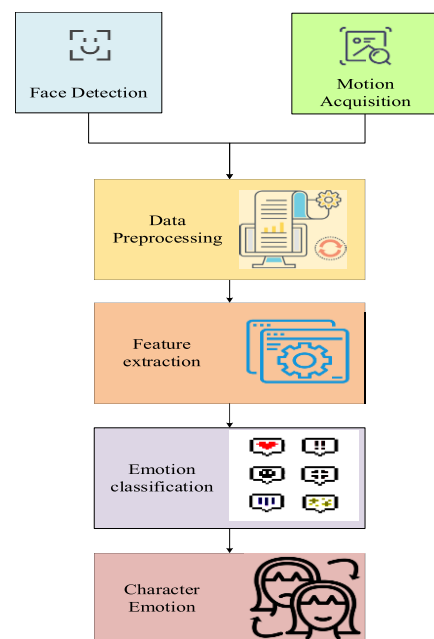 Face Detection
Motion
Acquisition
Data
Preprocessing
Feature
extraction
Emotion
classification
Character
Emotion